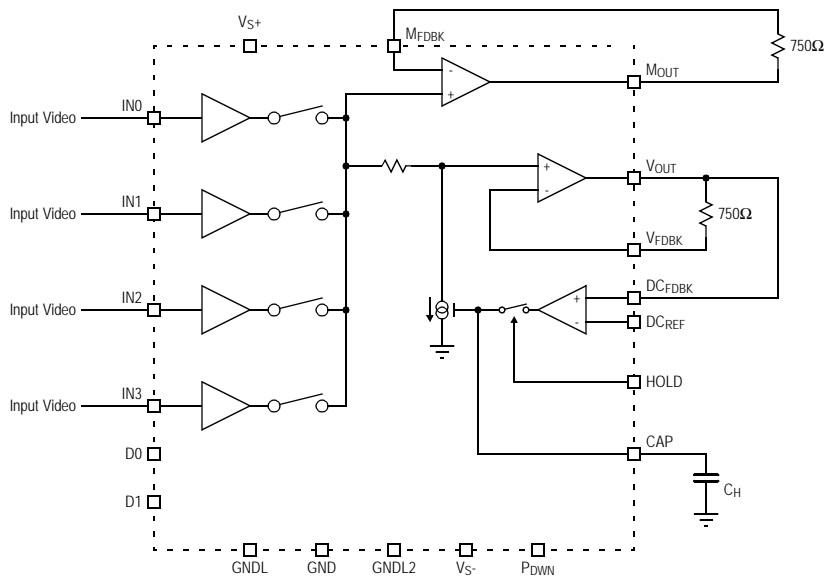 VS+
MFDBK
750Ω
MOUT
Input Video
IN0
VOUT
Input Video
IN1
+
-
+
-
750Ω
VFDBK
DCFDBK
Input Video
IN2
+
-
DCREF
HOLD
Input Video
IN3
CAP
D0
CH
D1
GNDL
GND
GNDL2
VS-
PDWN